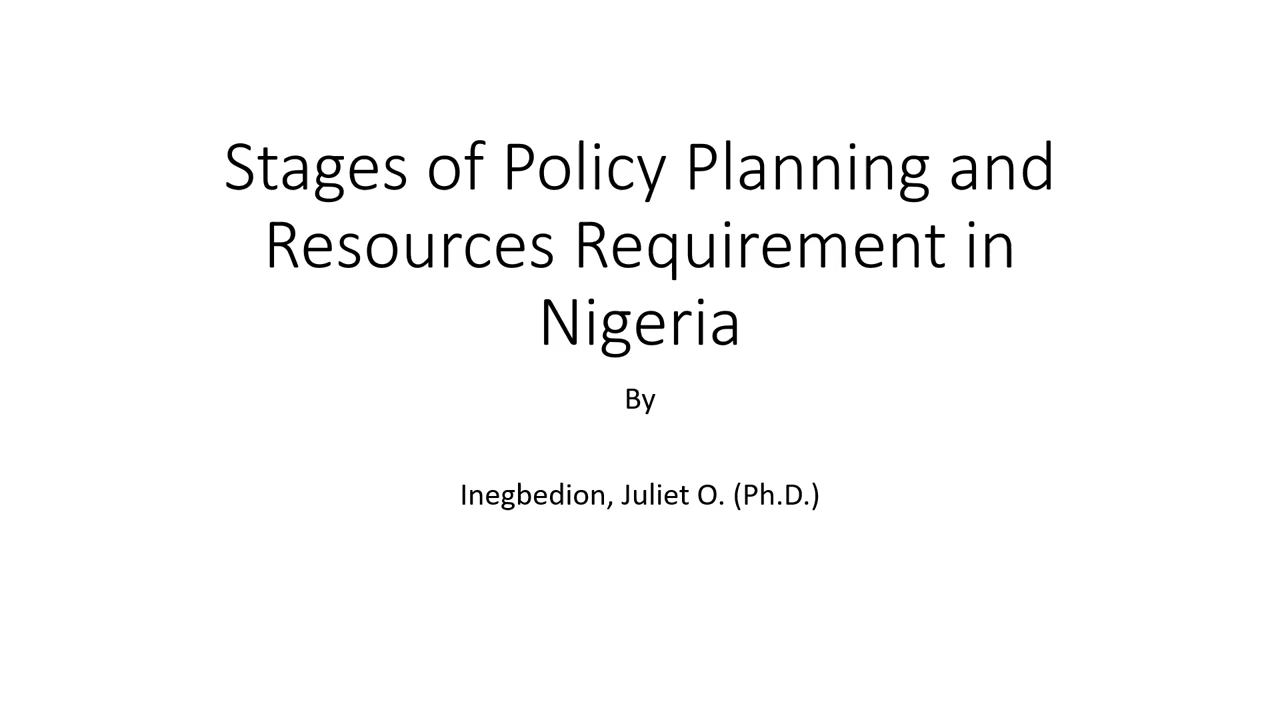 Stages of Policy Planning and
Resources Requirement in
Nigeria
By
Inegbedion, Juliet O. (Ph.D.)